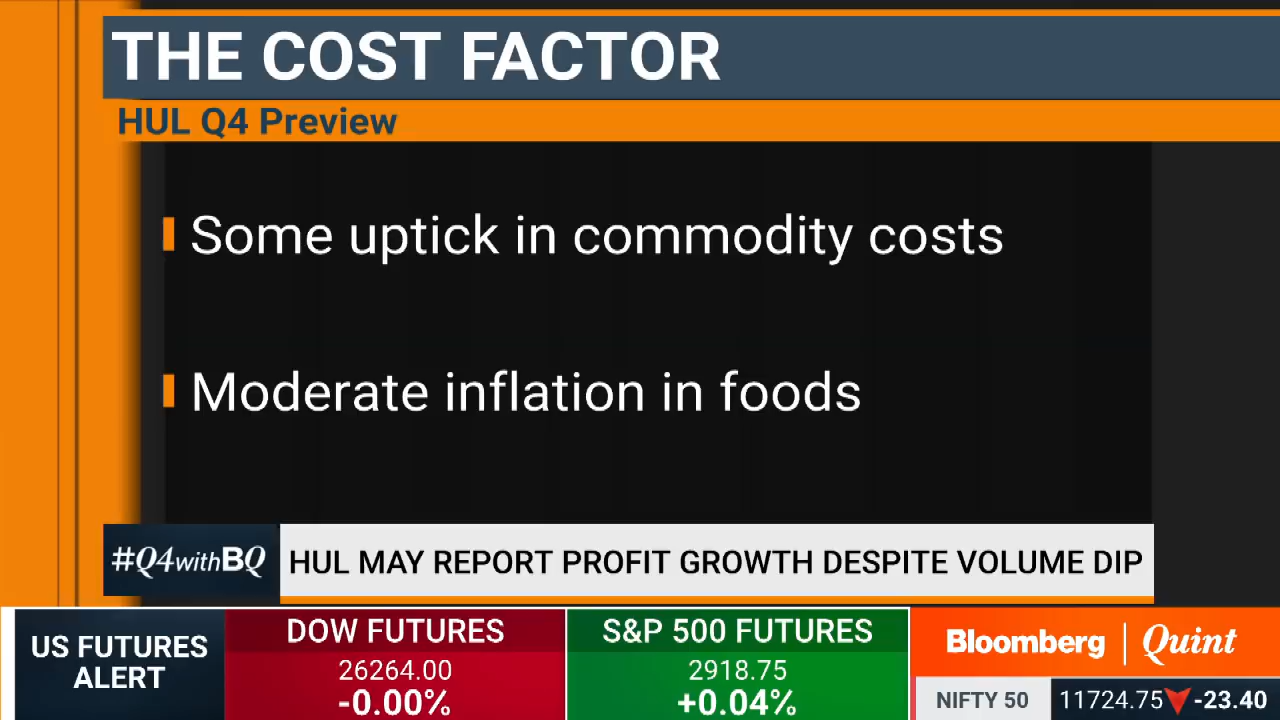 THE COST FACTOR
HUL Q4 Preview
Some uptick in commodity costs
Moderate inflation in foods
#Q4withBQ
HUL MAY REPORT PROFIT GROWTH DESPITE VOLUME DIP
US FUTURES
ALERT
DOW FUTURES
26264.00
-0.00%
S&P 500 FUTURES
2918.75
+0.04%
Bloomberg | Quint
NIFTY 50 11724.75 -23.40